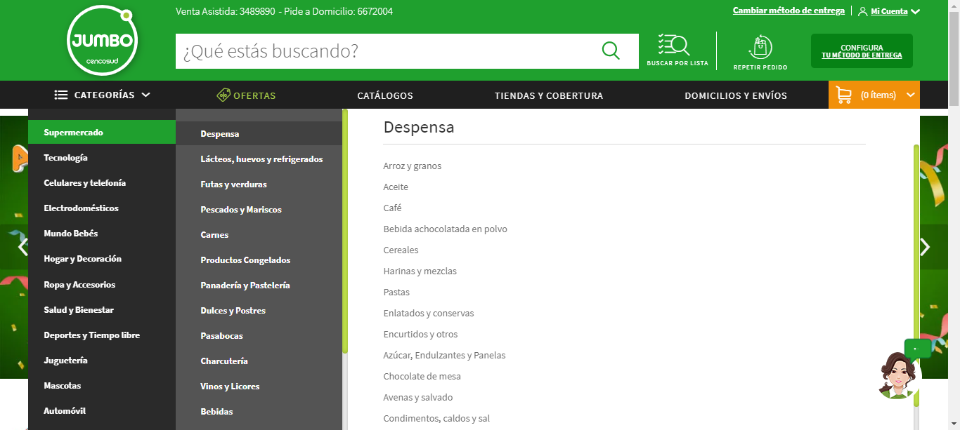 Venta Asistida: 3489890 - Pide a Domicilio: 6672004
Cambiar método de entrega
Mi Cuenta
JUMBO
cencosud
¿Qué estás buscando?
BUSCAR POR LISTA
REPETIR PEDIDO
CONFIGURA
TU MÉTODO DE ENTREGA
CATEGORÍAS
OFERTAS
CATÁLOGOS
TIENDAS Y COBERTURA
DOMICILIOS Y ENVÍOS
(0 ítems)
Supermercado
Tecnología
Celulares y telefonía
Electrodomésticos
Mundo Bebés
Hogar y Decoración
Ropa y Accesorios
Salud y Bienestar
Deportes y Tiempo libre
Juguetería
Mascotas
Automóvil
Despensa
Lácteos, huevos y refrigerados
Futas y verduras
Pescados y Mariscos
Carnes
Productos Congelados
Panadería y Pastelería
Dulces y Postres
Pasabocas
Charcutería
Vinos y Licores
Bebidas
Despensa
Arroz y granos
Aceite
Café
Bebida achocolatada en polvo
Cereales
Harinas y mezclas
Pastas
Enlatados y conservas
Encurtidos y otros
Azúcar, Endulzantes y Panelas
Chocolate de mesa
Avenas y salvado
Condimentos, caldos y sal